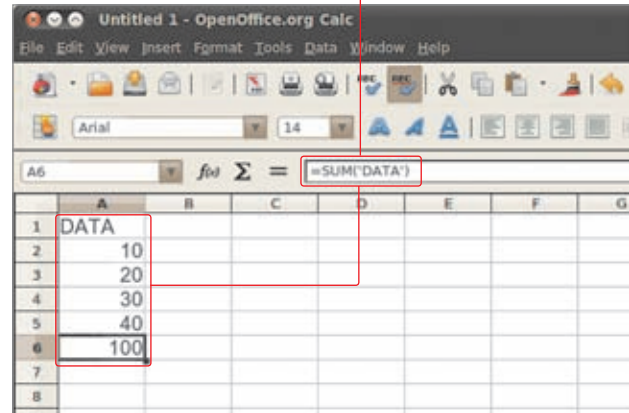 Untitled 1 - OpenOffice.org Calc
File Edit View Insert Format Tools Data Window Help
Arial 14
A6 f(x) Σ = =SUM('DATA')
A B C D E F G
1 DATA
2 10
3 20
4 30
5 40
6 100
7
8